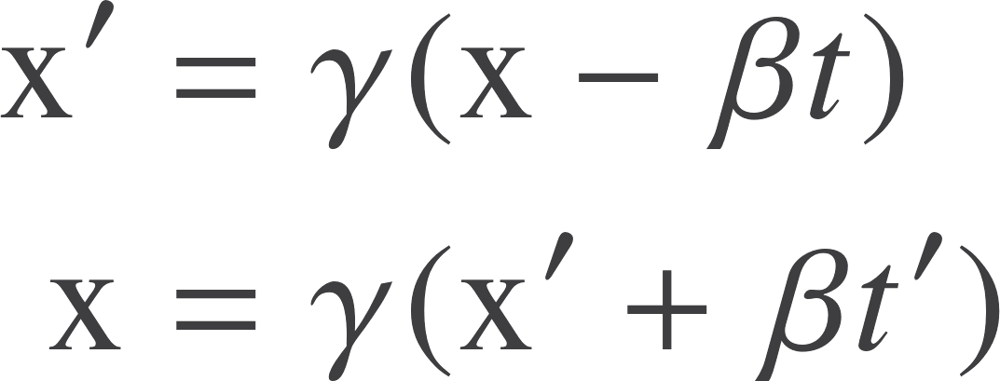 x′ = γ(x − βt)
x = γ(x′ + βt′)